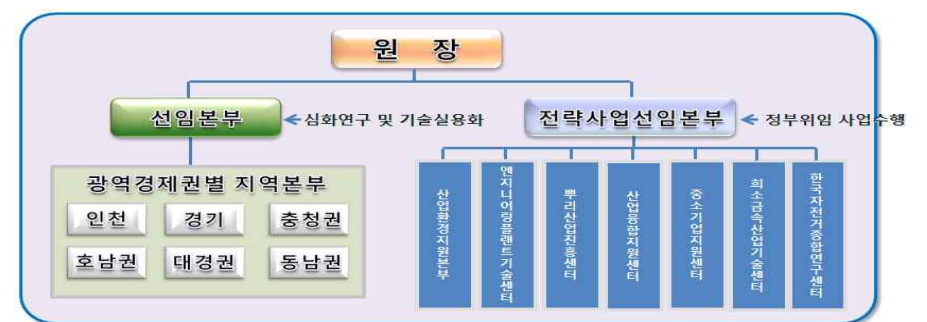 원 장
선임본부
심화연구 및 기술실용화
전략사업선임본부
정부위임 사업수행
광역경제권별 지역본부
인천
경기
충청권
호남권
대경권
동남권
산업환경지원본부
엔지니어링플랜트기술센터
뿌리산업진흥센터
산업융합지원센터
중소기업지원센터
희소금속산업기술센터
한국자전거종합연구센터